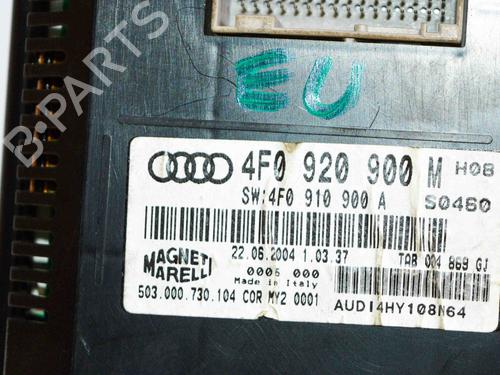 EU
B-PARTS
4F0 920 900 M H08
SW:4F0 910 900 A S0460
22.06.2004 1.03.37 TAB 004 869 GJ
MAGNETI
MARELLI
0006 000
Made in Italy
503.000.730.104 COR MY2 0001
AUDI4HY108N64